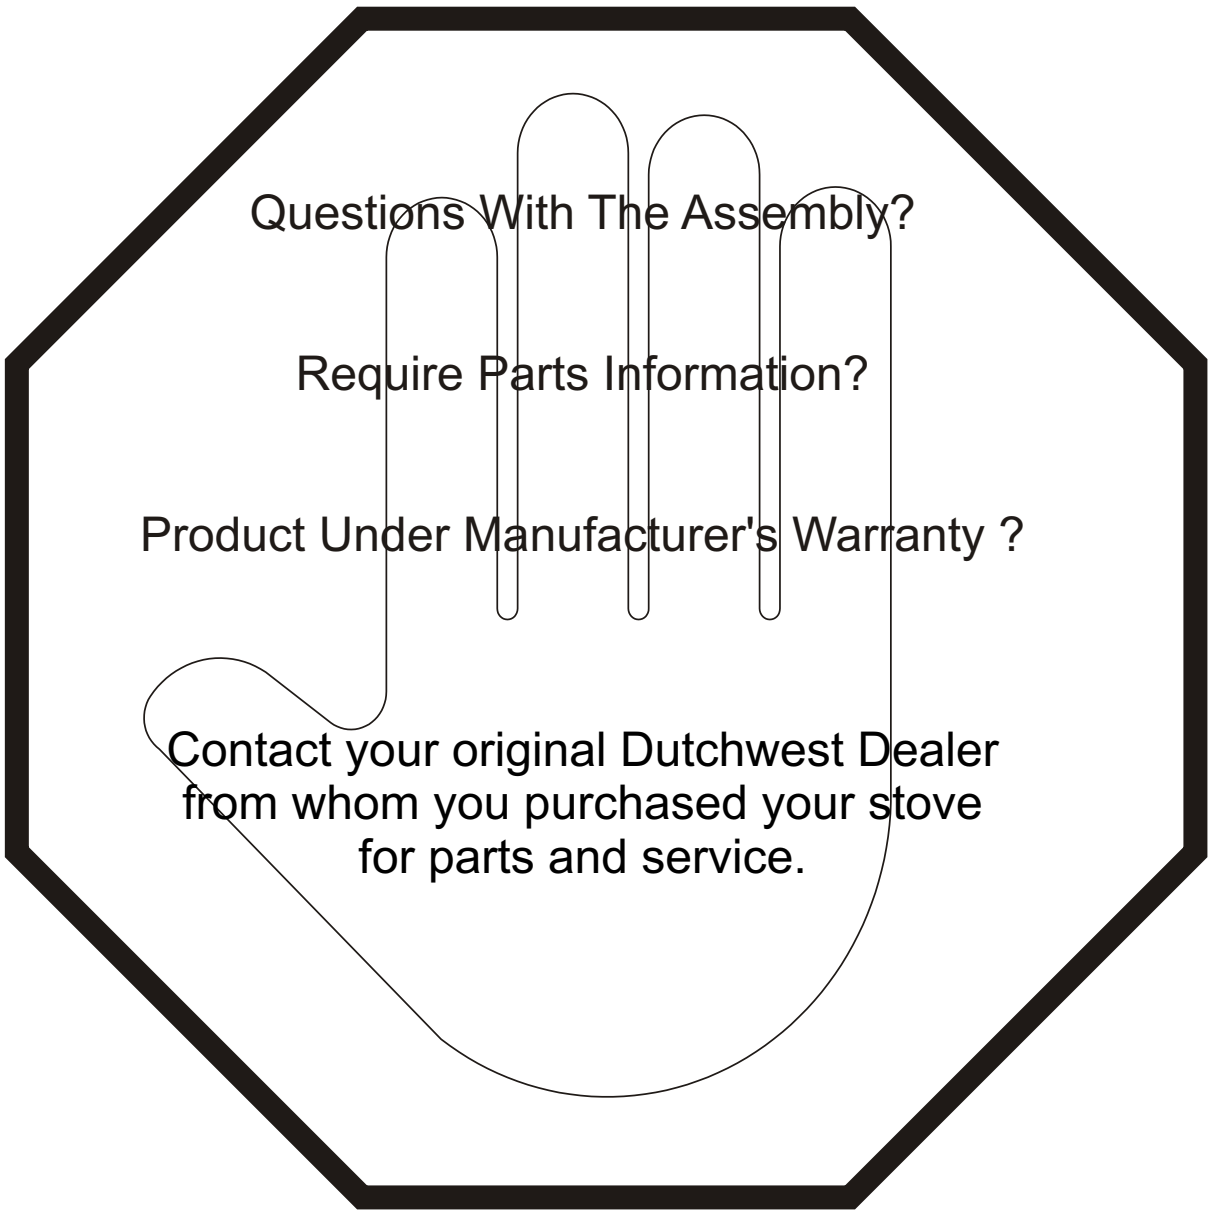 Questions With The Assembly?
Require Parts Information?
Product Under Manufacturer's Warranty ?
Contact your original Dutchwest Dealer
from whom you purchased your stove
for parts and service.